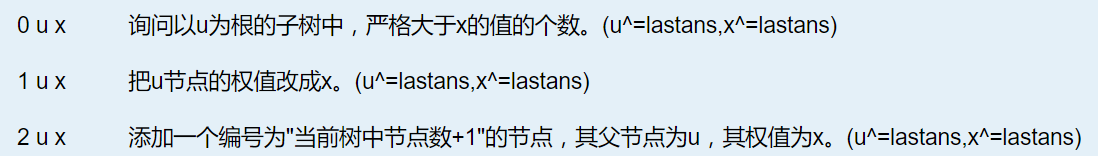 0 u x 询问以u为根的子树中，严格大于x的值的个数。(u^=lastans,x^=lastans)
1 u x 把u节点的权值改成x。(u^=lastans,x^=lastans)
2 u x 添加一个编号为"当前树中节点数+1"的节点，其父节点为u，其权值为x。(u^=lastans,x^=lastans)